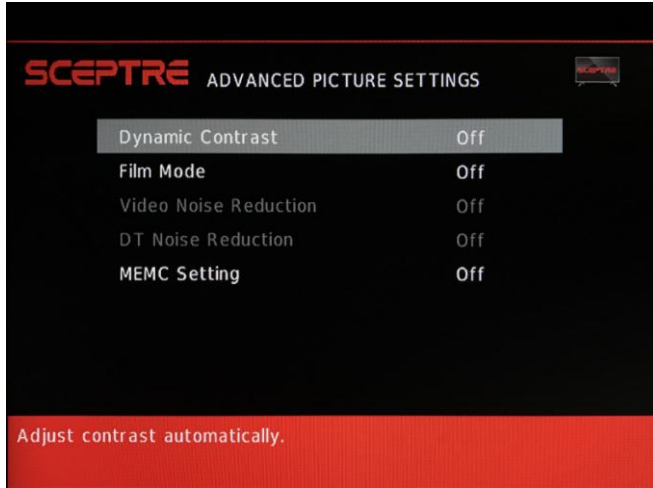 SCEPTRE ADVANCED PICTURE SETTINGS SCEPTRE
Dynamic Contrast Off
Film Mode Off
Video Noise Reduction Off
DT Noise Reduction Off
MEMC Setting Off
Adjust contrast automatically.